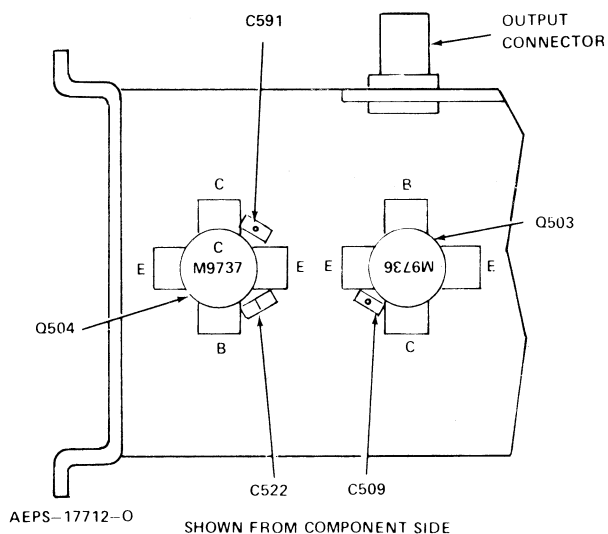 C591
OUTPUT
CONNECTOR
C
B
Q503
C
M9737
M9736
E
E
E
E
Q504
B
C
C522
C509
AEPS-17712-O
SHOWN FROM COMPONENT SIDE